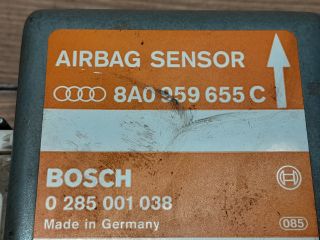 AIRBAG SENSOR
8A0 959 655 C
BOSCH
0 285 001 038
Made in Germany
085